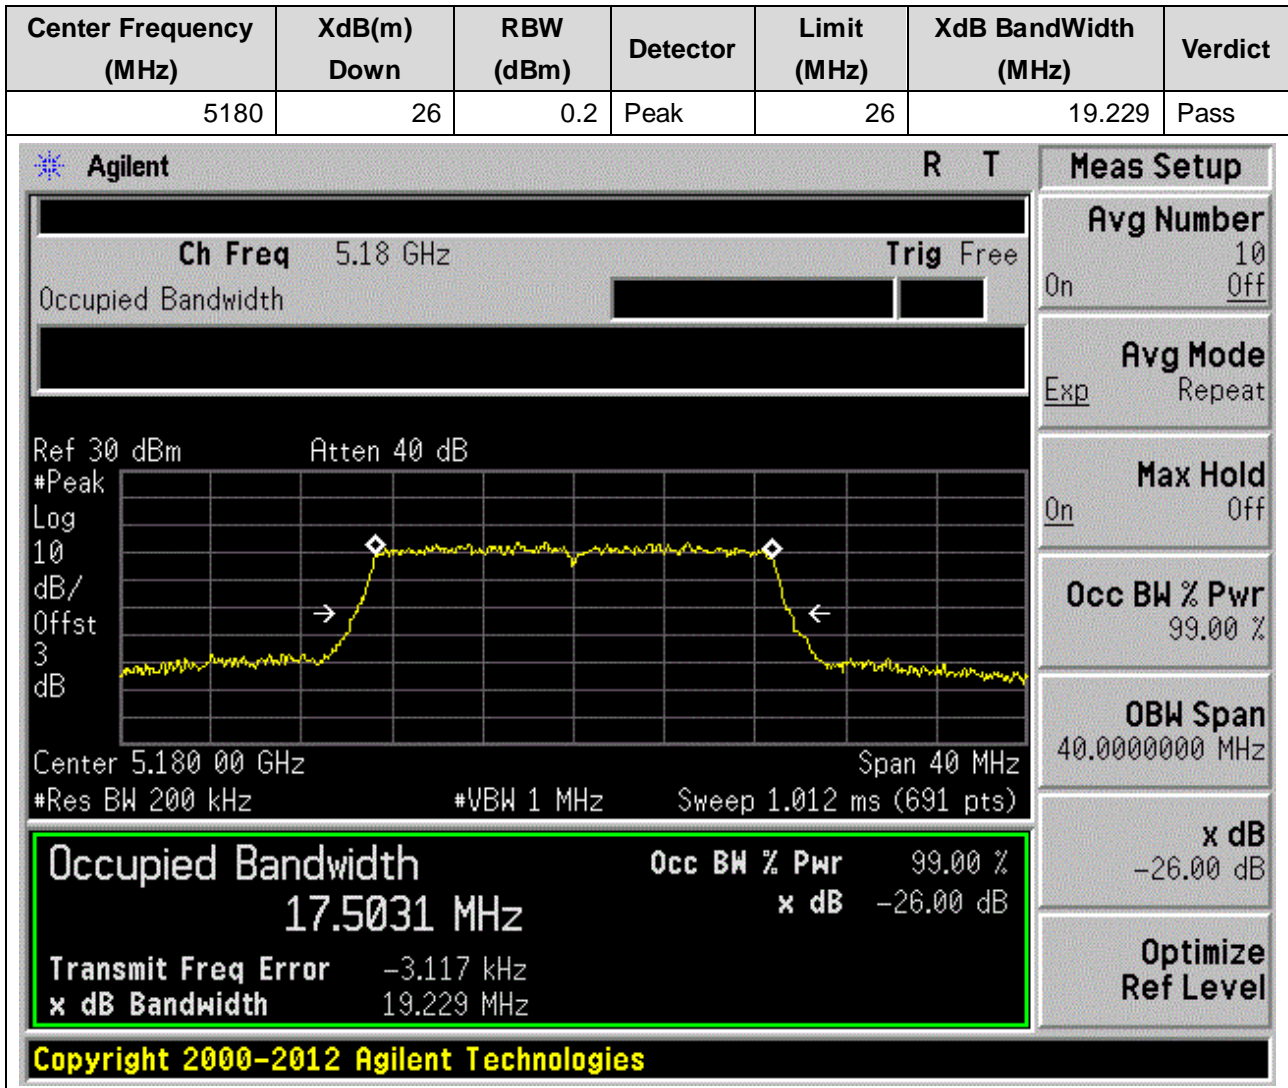 Center Frequency (MHz) XdB(m) Down RBW (dBm) Detector Limit (MHz) XdB BandWidth (MHz) Verdict
5180 26 0.2 Peak 26 19.229 Pass
Agilent R T Meas Setup
Ch Freq 5.18 GHz Trig Free
Occupied Bandwidth
Avg Number
10
On Off
Avg Mode
Exp Repeat
Max Hold
On Off
Occ BW % Pwr
99.00 %
OBW Span
40.0000000 MHz
x dB
-26.00 dB
Optimize
Ref Level
Ref 30 dBm Atten 40 dB
#Peak
Log
10
dB/
Offst
3
dB
Center 5.180 00 GHz Span 40 MHz
#Res BW 200 kHz #VBW 1 MHz Sweep 1.012 ms (691 pts)
Occupied Bandwidth Occ BW % Pwr 99.00 %
17.5031 MHz x dB -26.00 dB
Transmit Freq Error -3.117 kHz
x dB Bandwidth 19.229 MHz
Copyright 2000-2012 Agilent Technologies